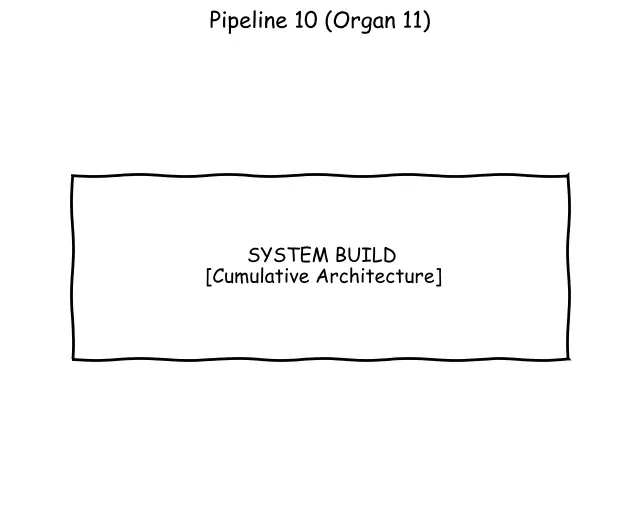 Pipeline 10 (Organ 11)
SYSTEM BUILD
[Cumulative Architecture]